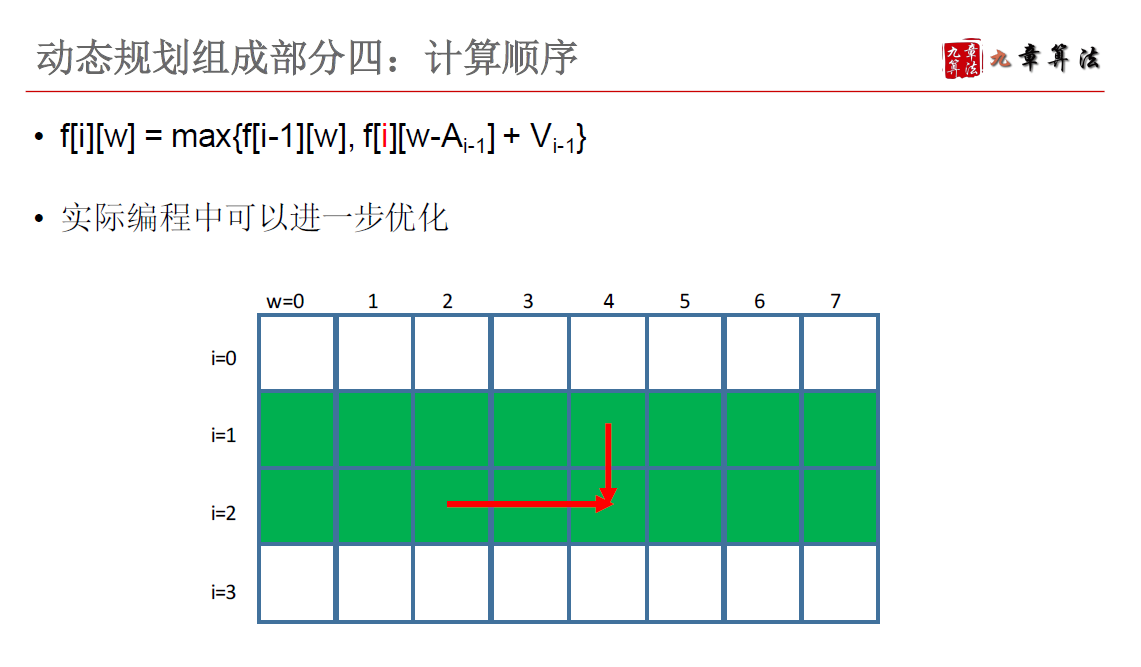 动态规划组成部分四：计算顺序
九章算法
九章算法
• f[i][w] = max{f[i-1][w], f[i][w-Ai-1] + Vi-1}
• 实际编程中可以进一步优化
w=0 1 2 3 4 5 6 7
i=0
i=1
i=2
i=3